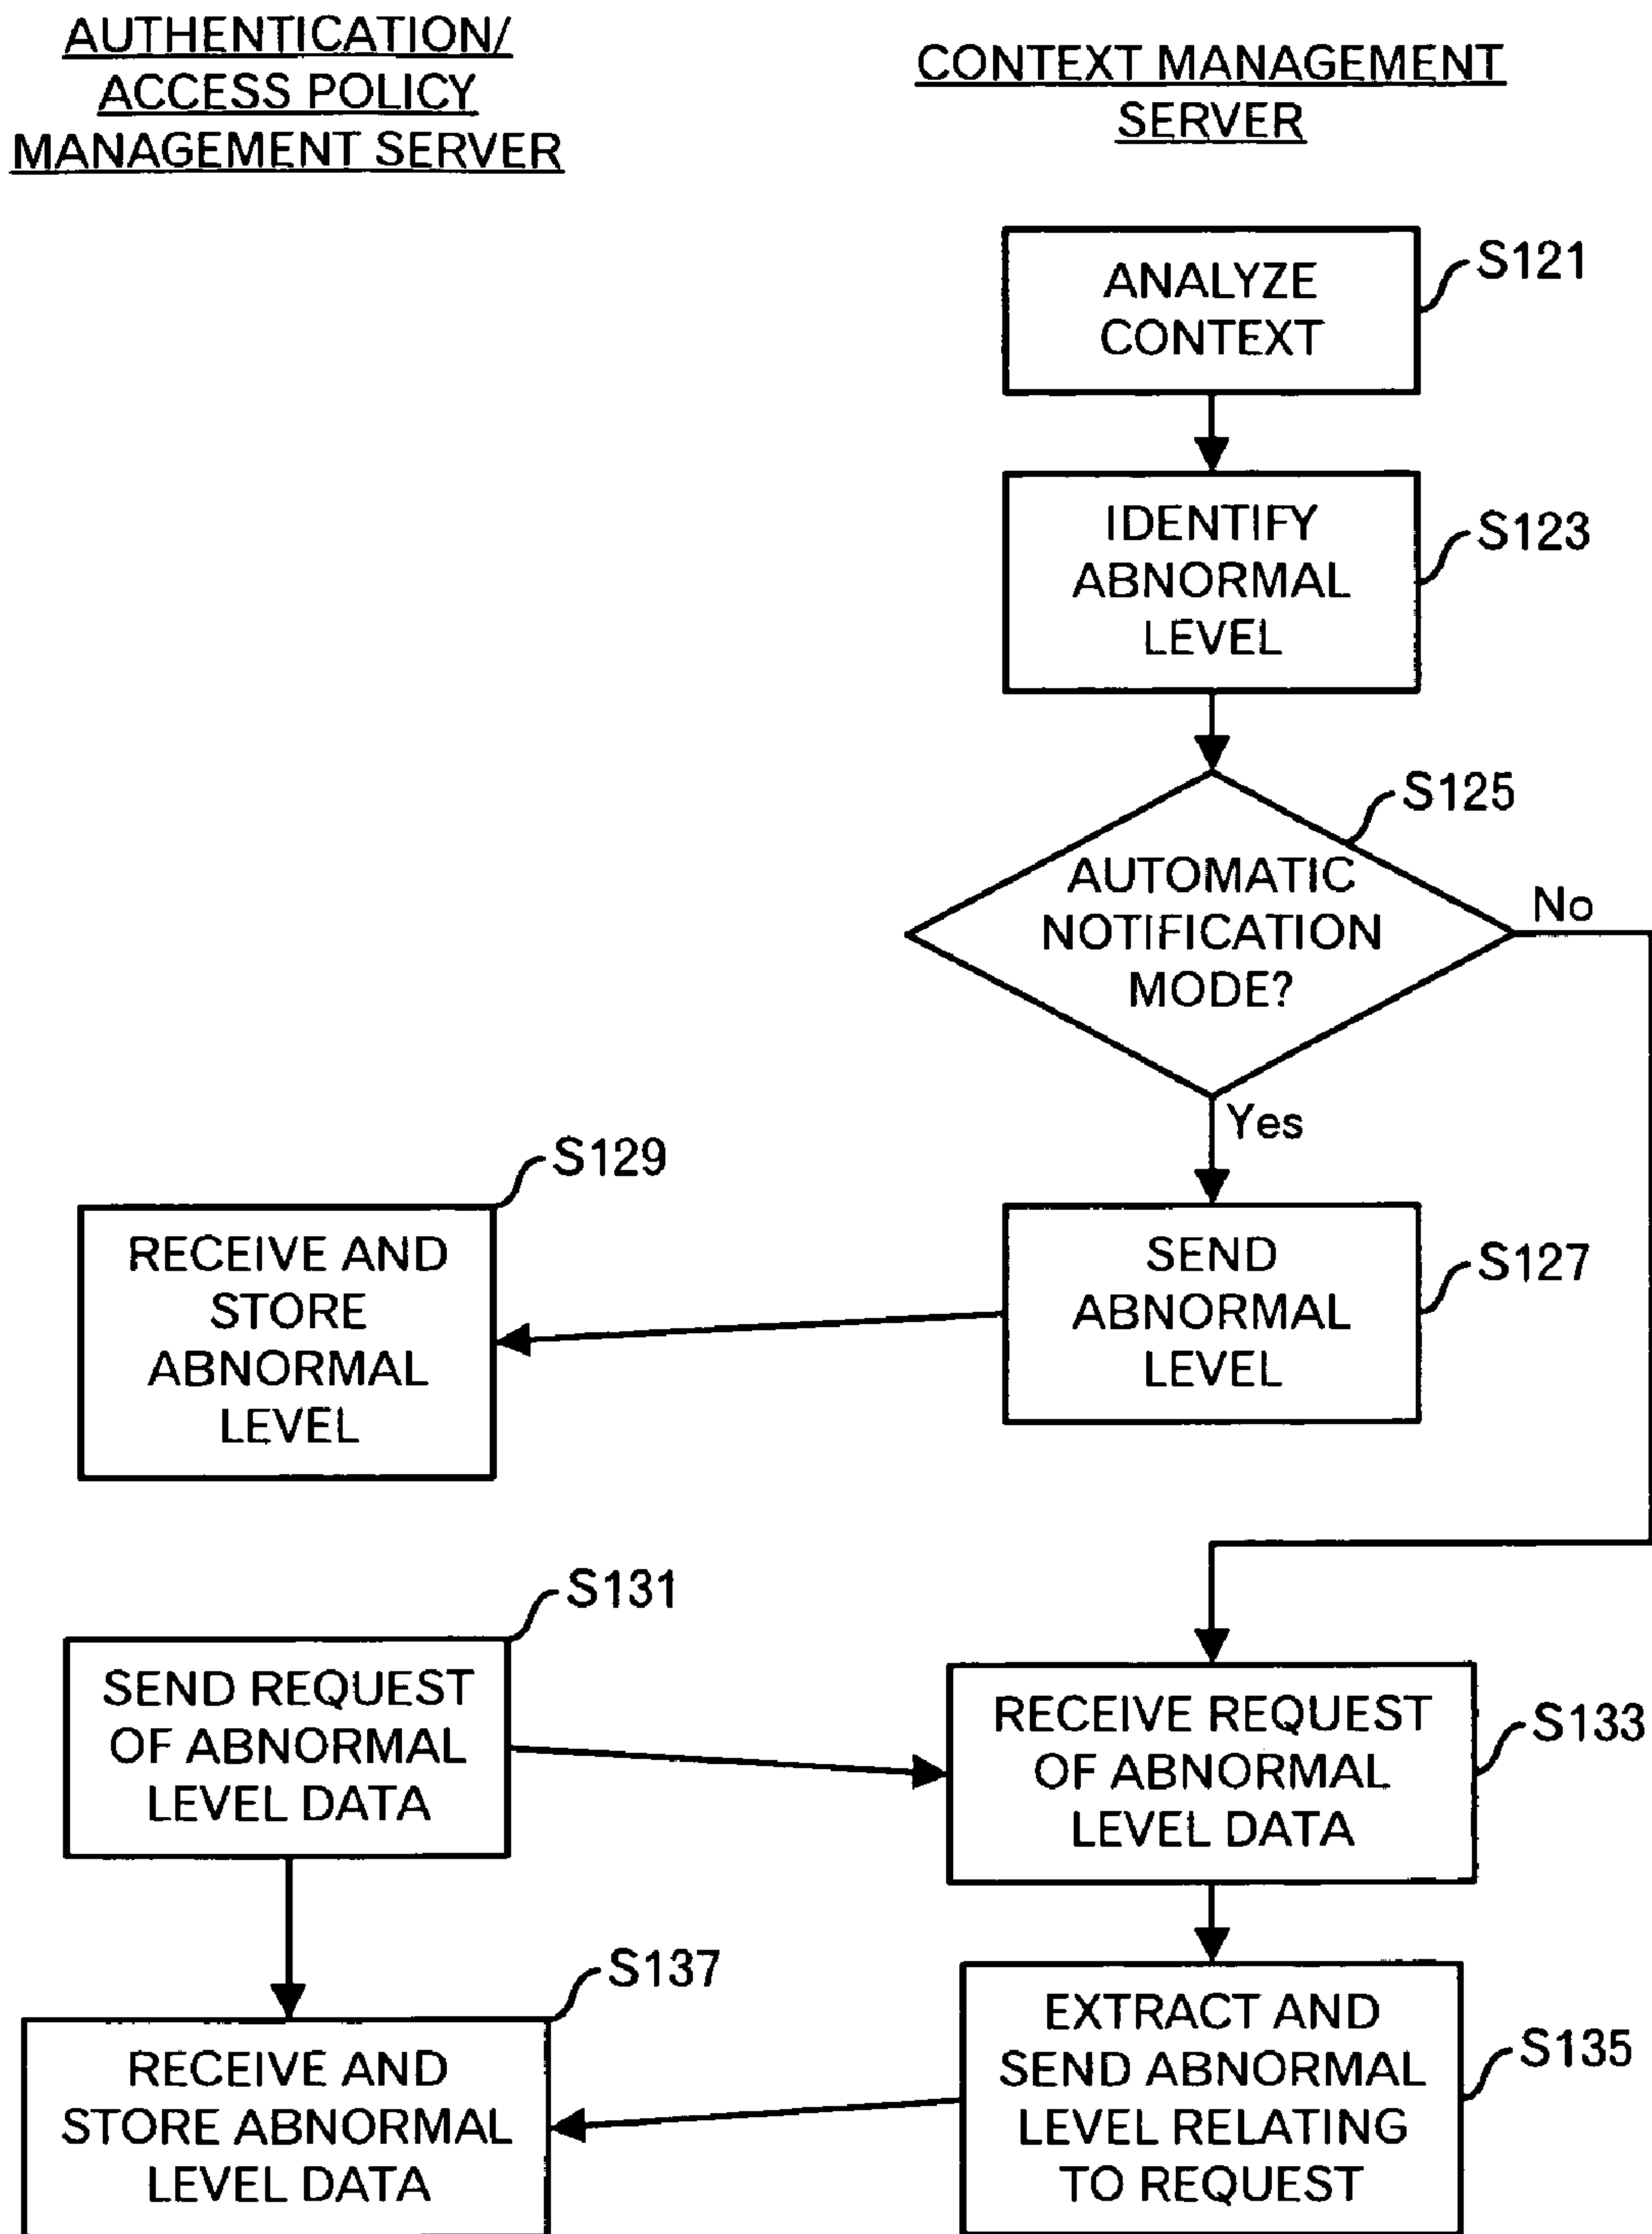 AUTHENTICATION/
ACCESS POLICY
MANAGEMENT SERVER
CONTEXT MANAGEMENT
SERVER
ANALYZE
CONTEXT
S121
IDENTIFY
ABNORMAL
LEVEL
S123
AUTOMATIC
NOTIFICATION
MODE?
S125
No
Yes
S129
RECEIVE AND
STORE
ABNORMAL
LEVEL
SEND
ABNORMAL
LEVEL
S127
S131
SEND REQUEST
OF ABNORMAL
LEVEL DATA
RECEIVE REQUEST
OF ABNORMAL
LEVEL DATA
S133
S137
RECEIVE AND
STORE ABNORMAL
LEVEL DATA
EXTRACT AND
SEND ABNORMAL
LEVEL RELATING
TO REQUEST
S135